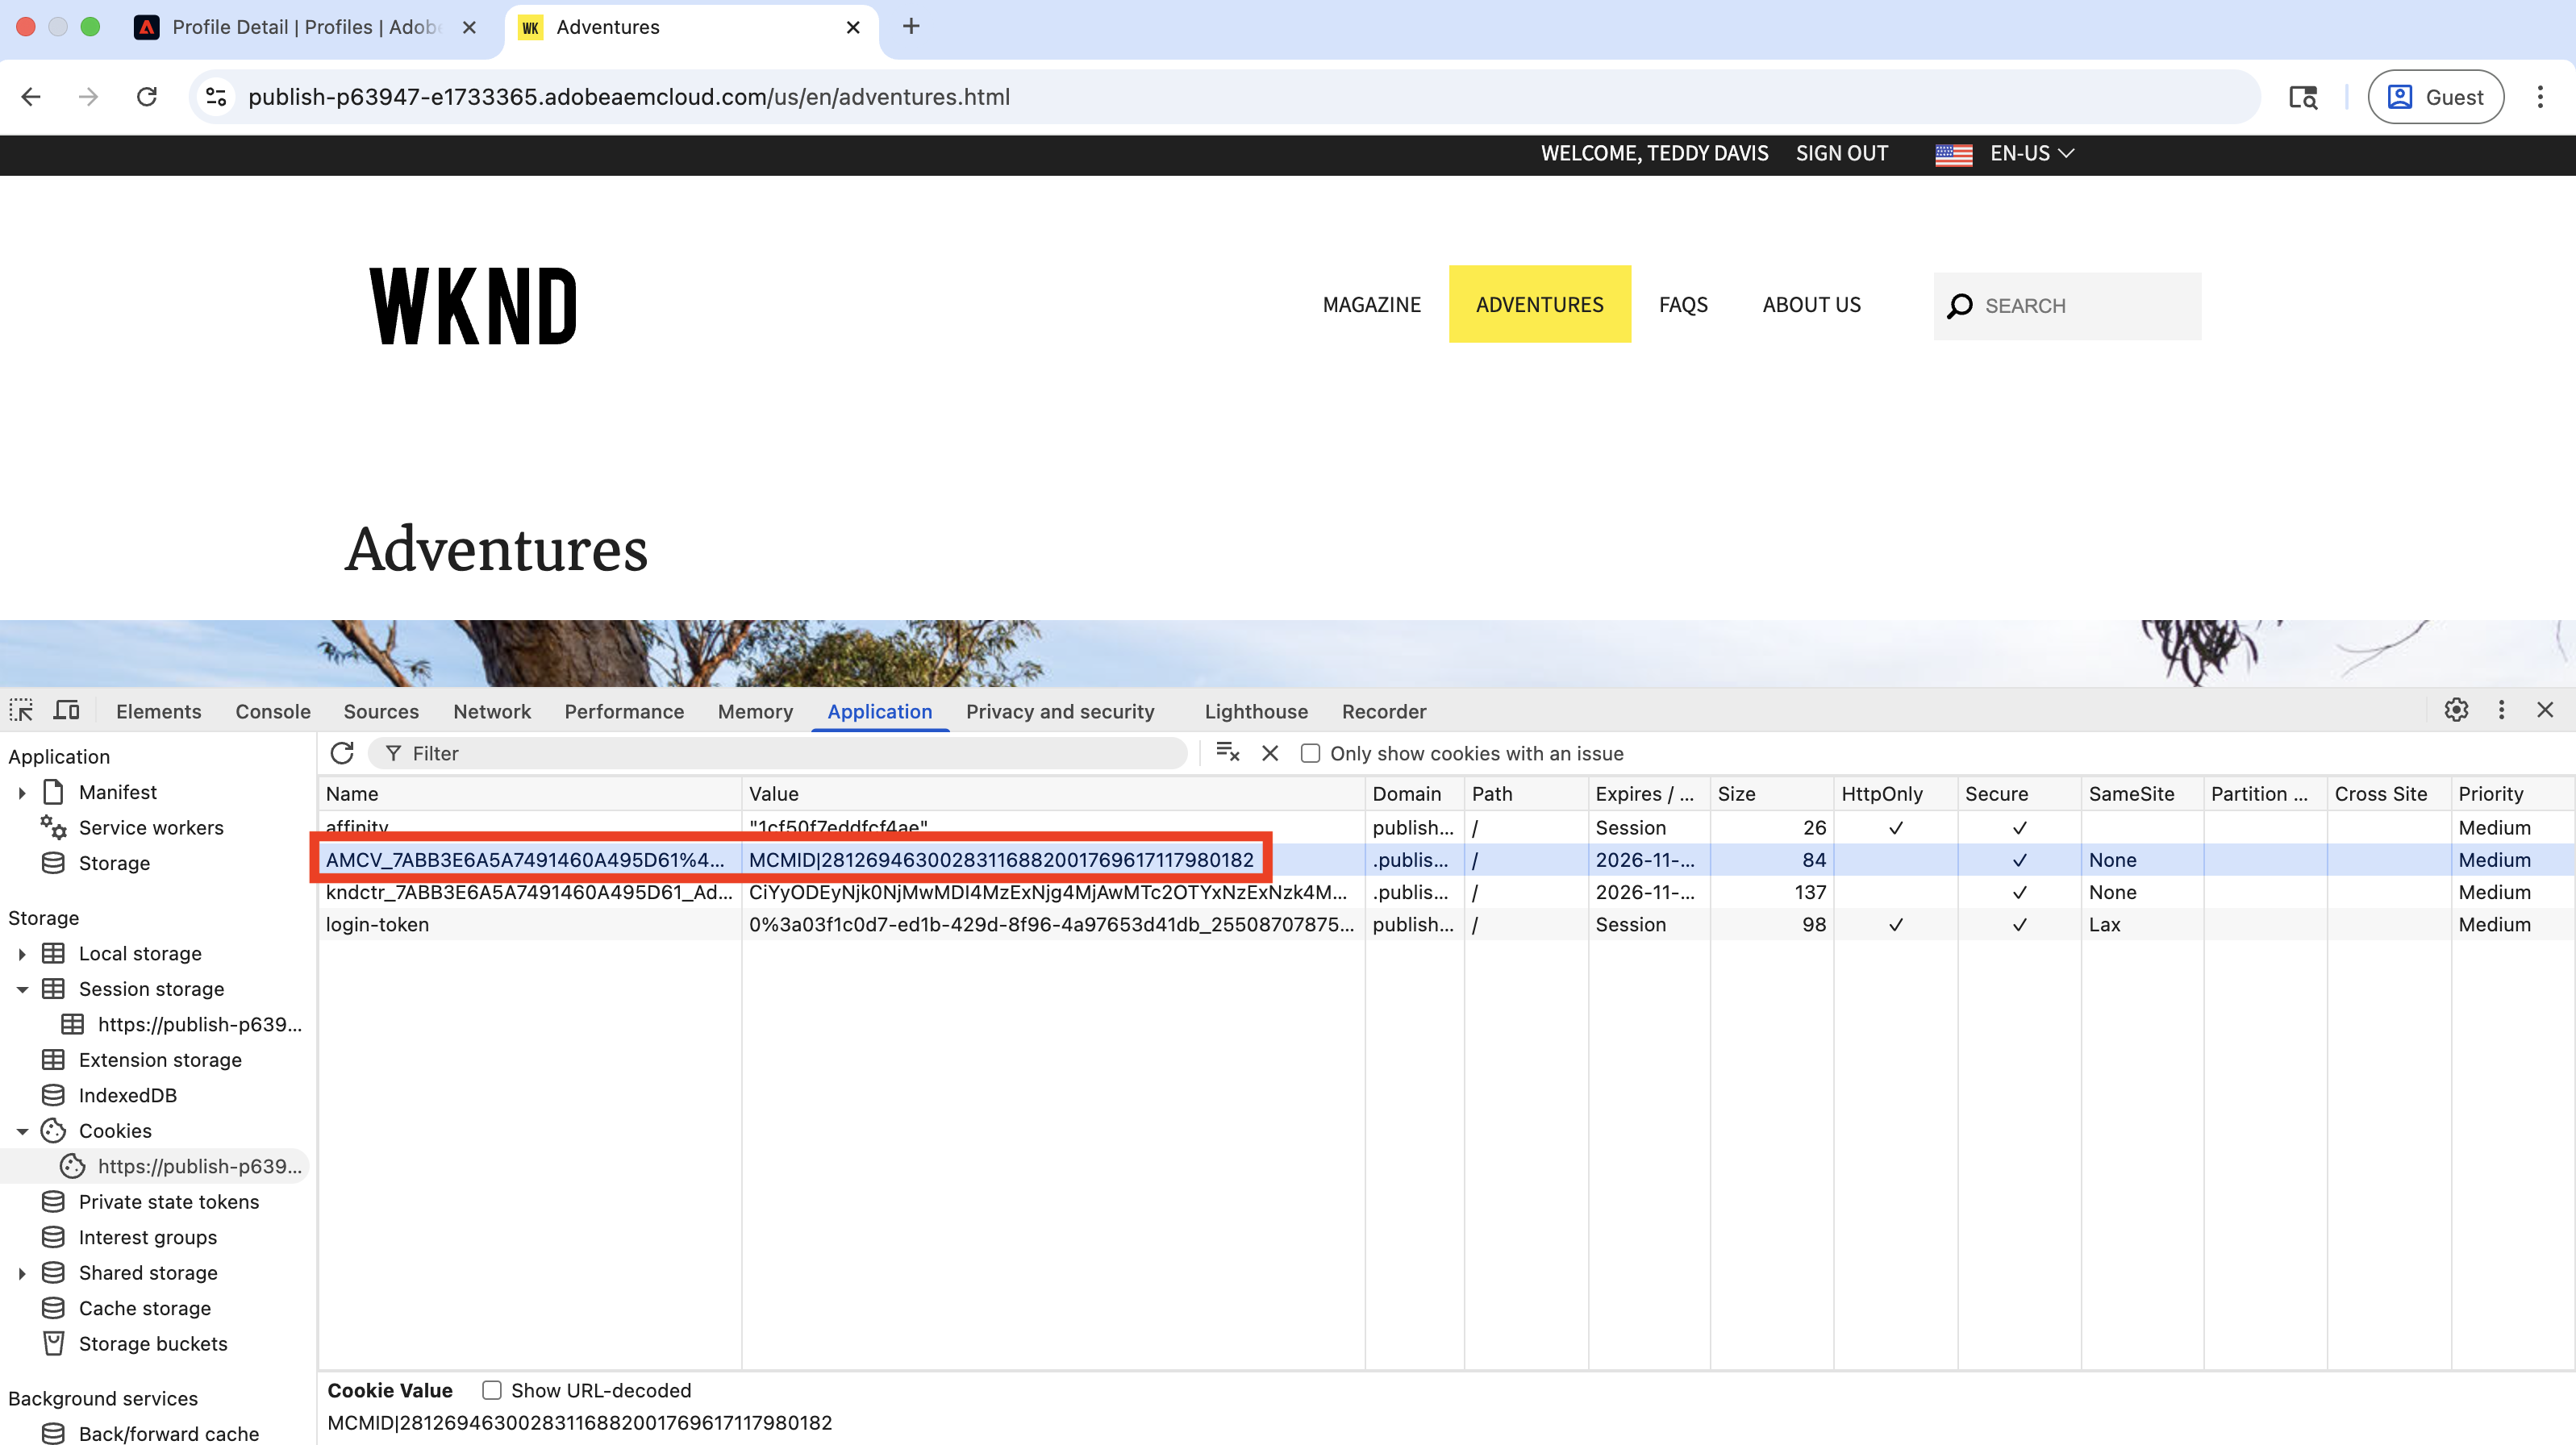 Profile Detail | Profiles | Adobe
WK Adventures
publish-p63947-e1733365.adobeaemcloud.com/us/en/adventures.html
Guest
WELCOME, TEDDY DAVIS SIGN OUT EN-US
WKND
MAGAZINE ADVENTURES FAQS ABOUT US SEARCH
Adventures
Elements Console Sources Network Performance Memory Application Privacy and security Lighthouse Recorder
Application
Manifest
Service workers
Storage
Storage
Local storage
Session storage
https://publish-p639...
Extension storage
IndexedDB
Cookies
https://publish-p639...
Private state tokens
Interest groups
Shared storage
Cache storage
Storage buckets
Background services
Back/forward cache
Filter Only show cookies with an issue
Name Value Domain Path Expires / ... Size HttpOnly Secure SameSite Partition ... Cross Site Priority
affinity "1cf50f7eddfcf4ae" publish... / Session 26 ✓ ✓ Medium
AMCV_7ABB3E6A5A7491460A495D61%4... MCMID|28126946300283116882001769617117980182 .publis... / 2026-11-... 84 ✓ None Medium
kndctr_7ABB3E6A5A7491460A495D61_Ad... CiYyODEyNjk0NjMwMDI4MzExNjg4MjAwMTc2OTYxNzExNzk4M... .publis... / 2026-11-... 137 ✓ None Medium
login-token 0%3a03f1c0d7-ed1b-429d-8f96-4a97653d41db_25508707875... publish... / Session 98 ✓ ✓ Lax Medium
Cookie Value Show URL-decoded
MCMID|28126946300283116882001769617117980182